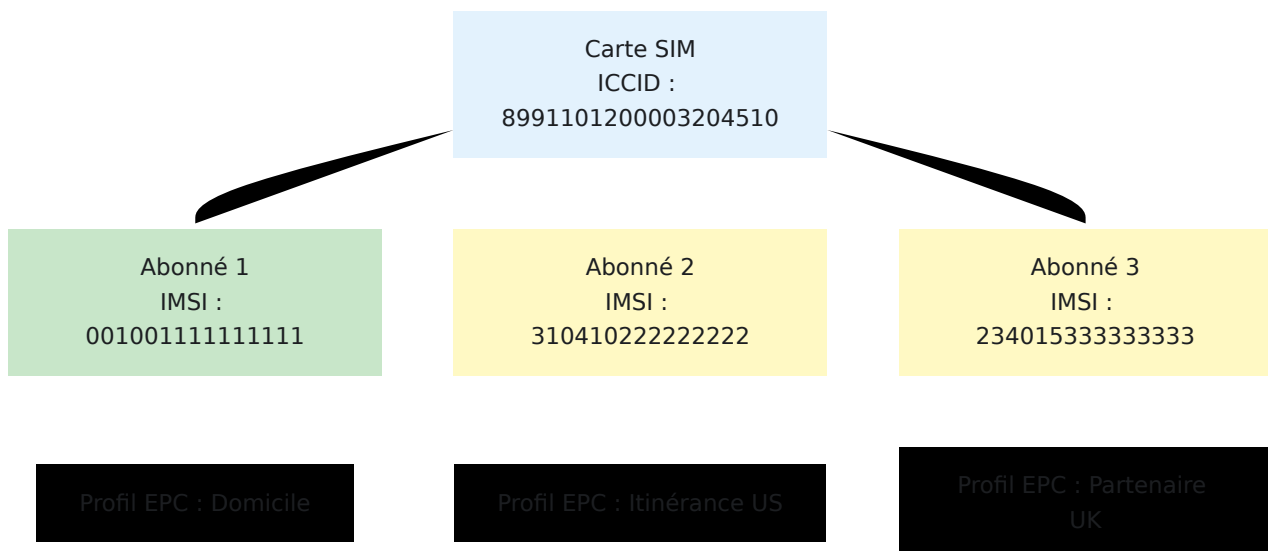 Carte SIM
ICCID :
8991101200003204510
Abonné 1
IMSI :
001001111111111
Abonné 2
IMSI :
310410222222222
Abonné 3
IMSI :
234015333333333
Profil EPC : Domicile
Profil EPC : Itinérance US
Profil EPC : Partenaire
UK